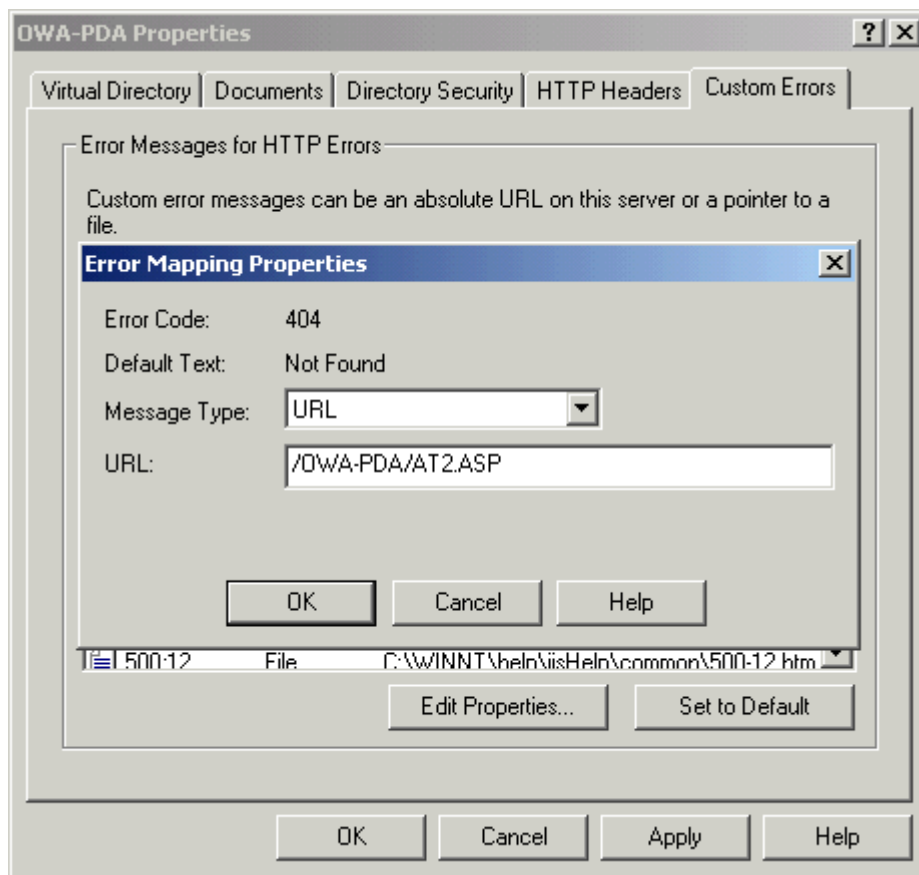 OWA-PDA Properties
Virtual Directory Documents Directory Security HTTP Headers Custom Errors
Error Messages for HTTP Errors
Custom error messages can be an absolute URL on this server or a pointer to a
file.
Error Mapping Properties
Error Code: 404
Default Text: Not Found
Message Type: URL
URL: /OWA-PDA/AT2.ASP
OK Cancel Help
500;12 File C:\WINNT\help\iisHelp\common\500-12.htm
Edit Properties... Set to Default
OK Cancel Apply Help